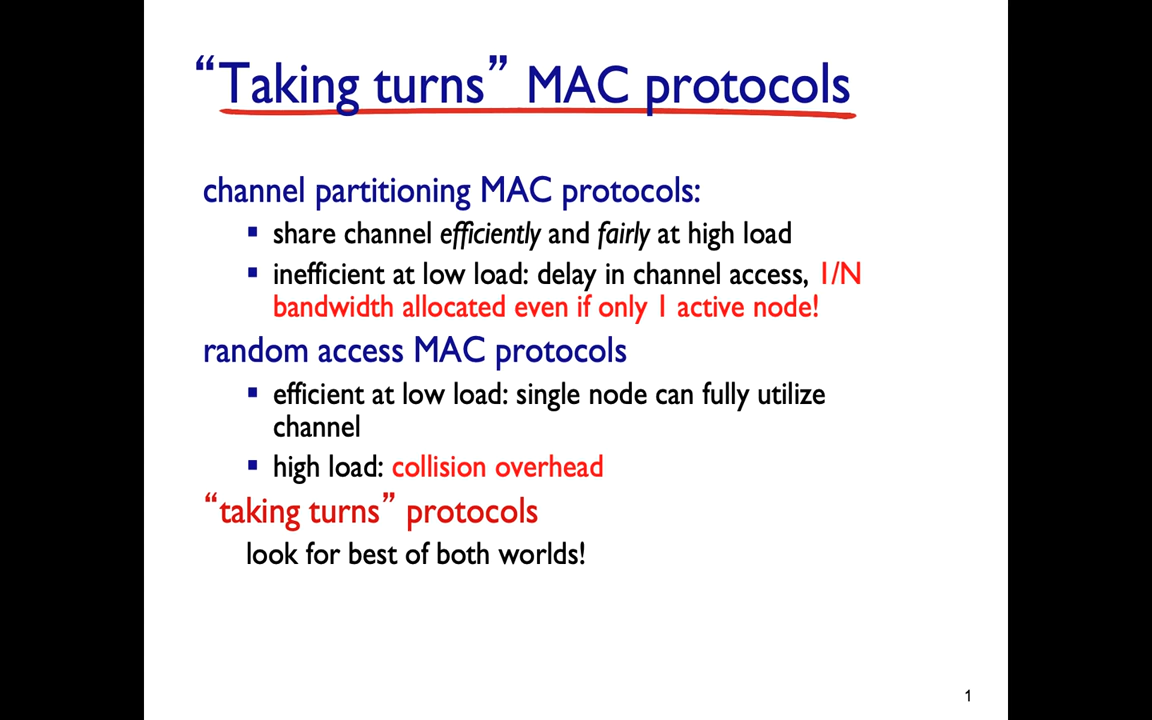 “Taking turns” MAC protocols
channel partitioning MAC protocols:
▪ share channel efficiently and fairly at high load
▪ inefficient at low load: delay in channel access, 1/N
bandwidth allocated even if only 1 active node!
random access MAC protocols
▪ efficient at low load: single node can fully utilize
channel
▪ high load: collision overhead
“taking turns” protocols
look for best of both worlds!
1